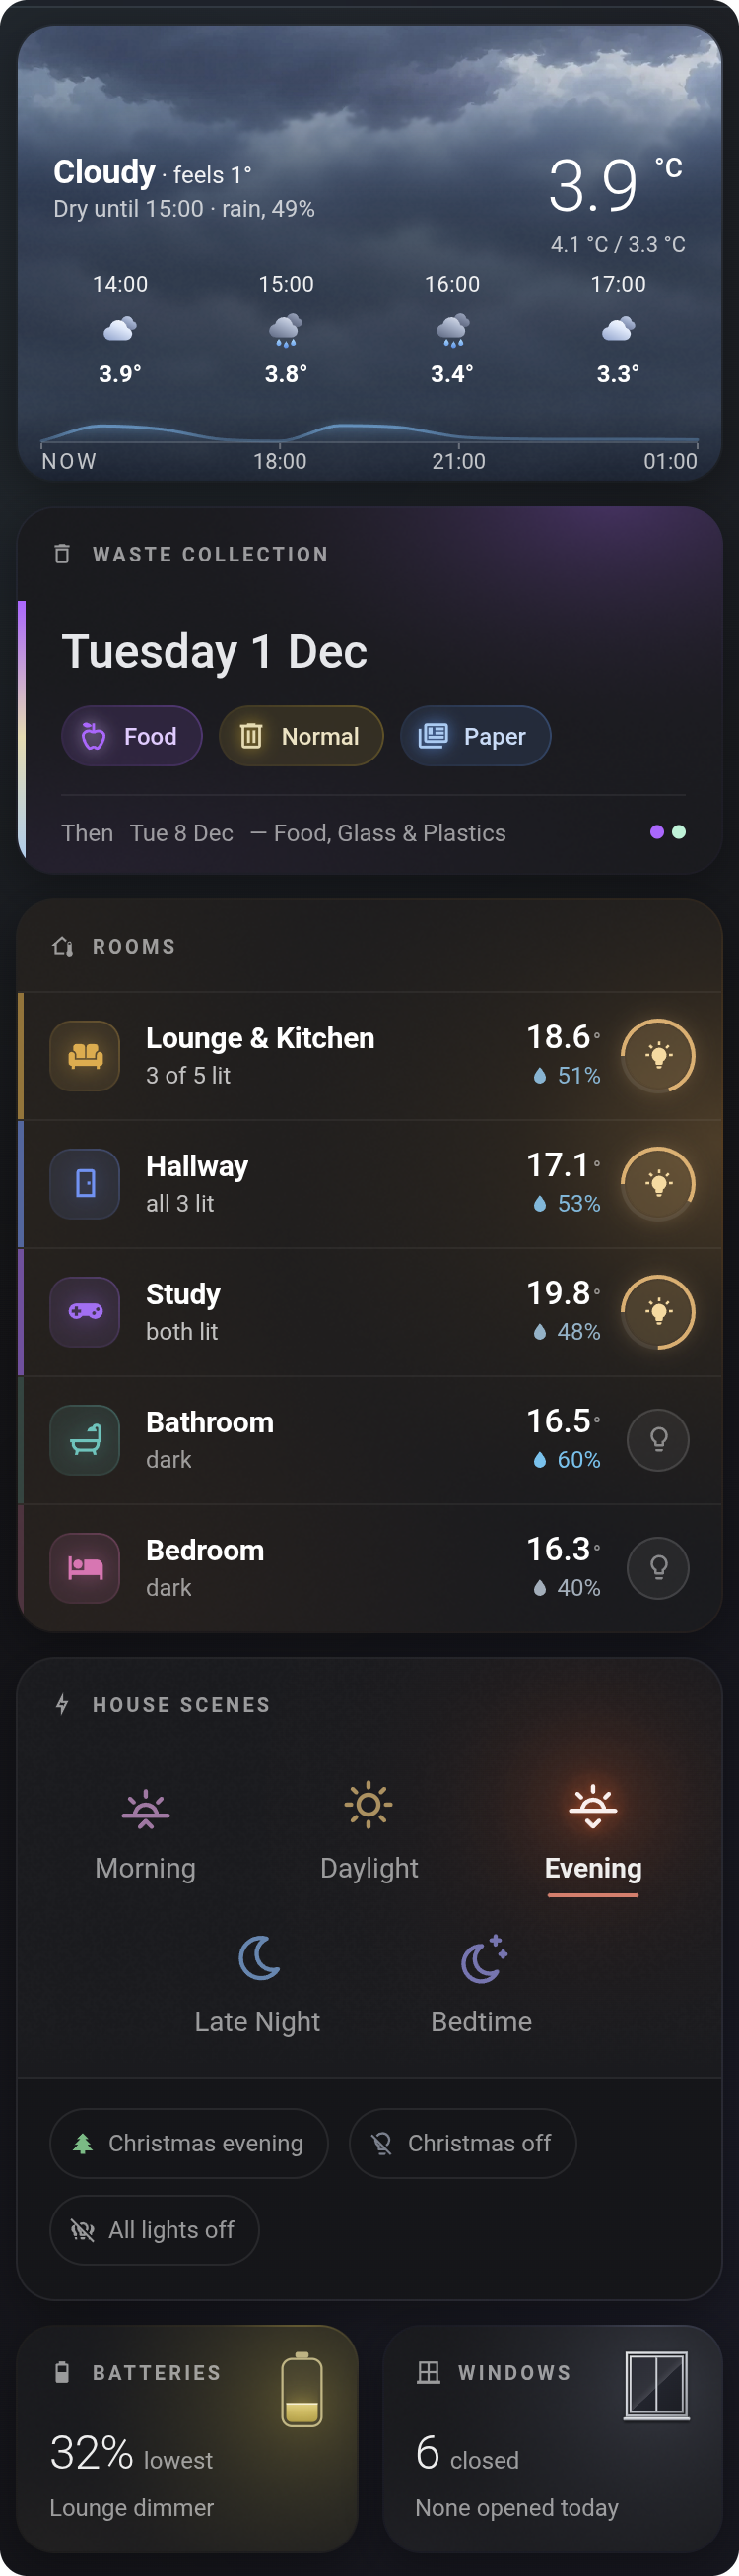 Cloudy · feels 1°
3.9 °C
Dry until 15:00 · rain, 49%
4.1 °C / 3.3 °C
14:00 15:00 16:00 17:00
3.9° 3.8° 3.4° 3.3°
NOW 18:00 21:00 01:00
WASTE COLLECTION
Tuesday 1 Dec
Food Normal Paper
Then Tue 8 Dec — Food, Glass & Plastics
ROOMS
Lounge & Kitchen 18.6°
3 of 5 lit 51%
Hallway 17.1°
all 3 lit 53%
Study 19.8°
both lit 48%
Bathroom 16.5°
dark 60%
Bedroom 16.3°
dark 40%
HOUSE SCENES
Morning Daylight Evening
Late Night Bedtime
Christmas evening Christmas off
All lights off
BATTERIES
32% lowest
Lounge dimmer
WINDOWS
6 closed
None opened today